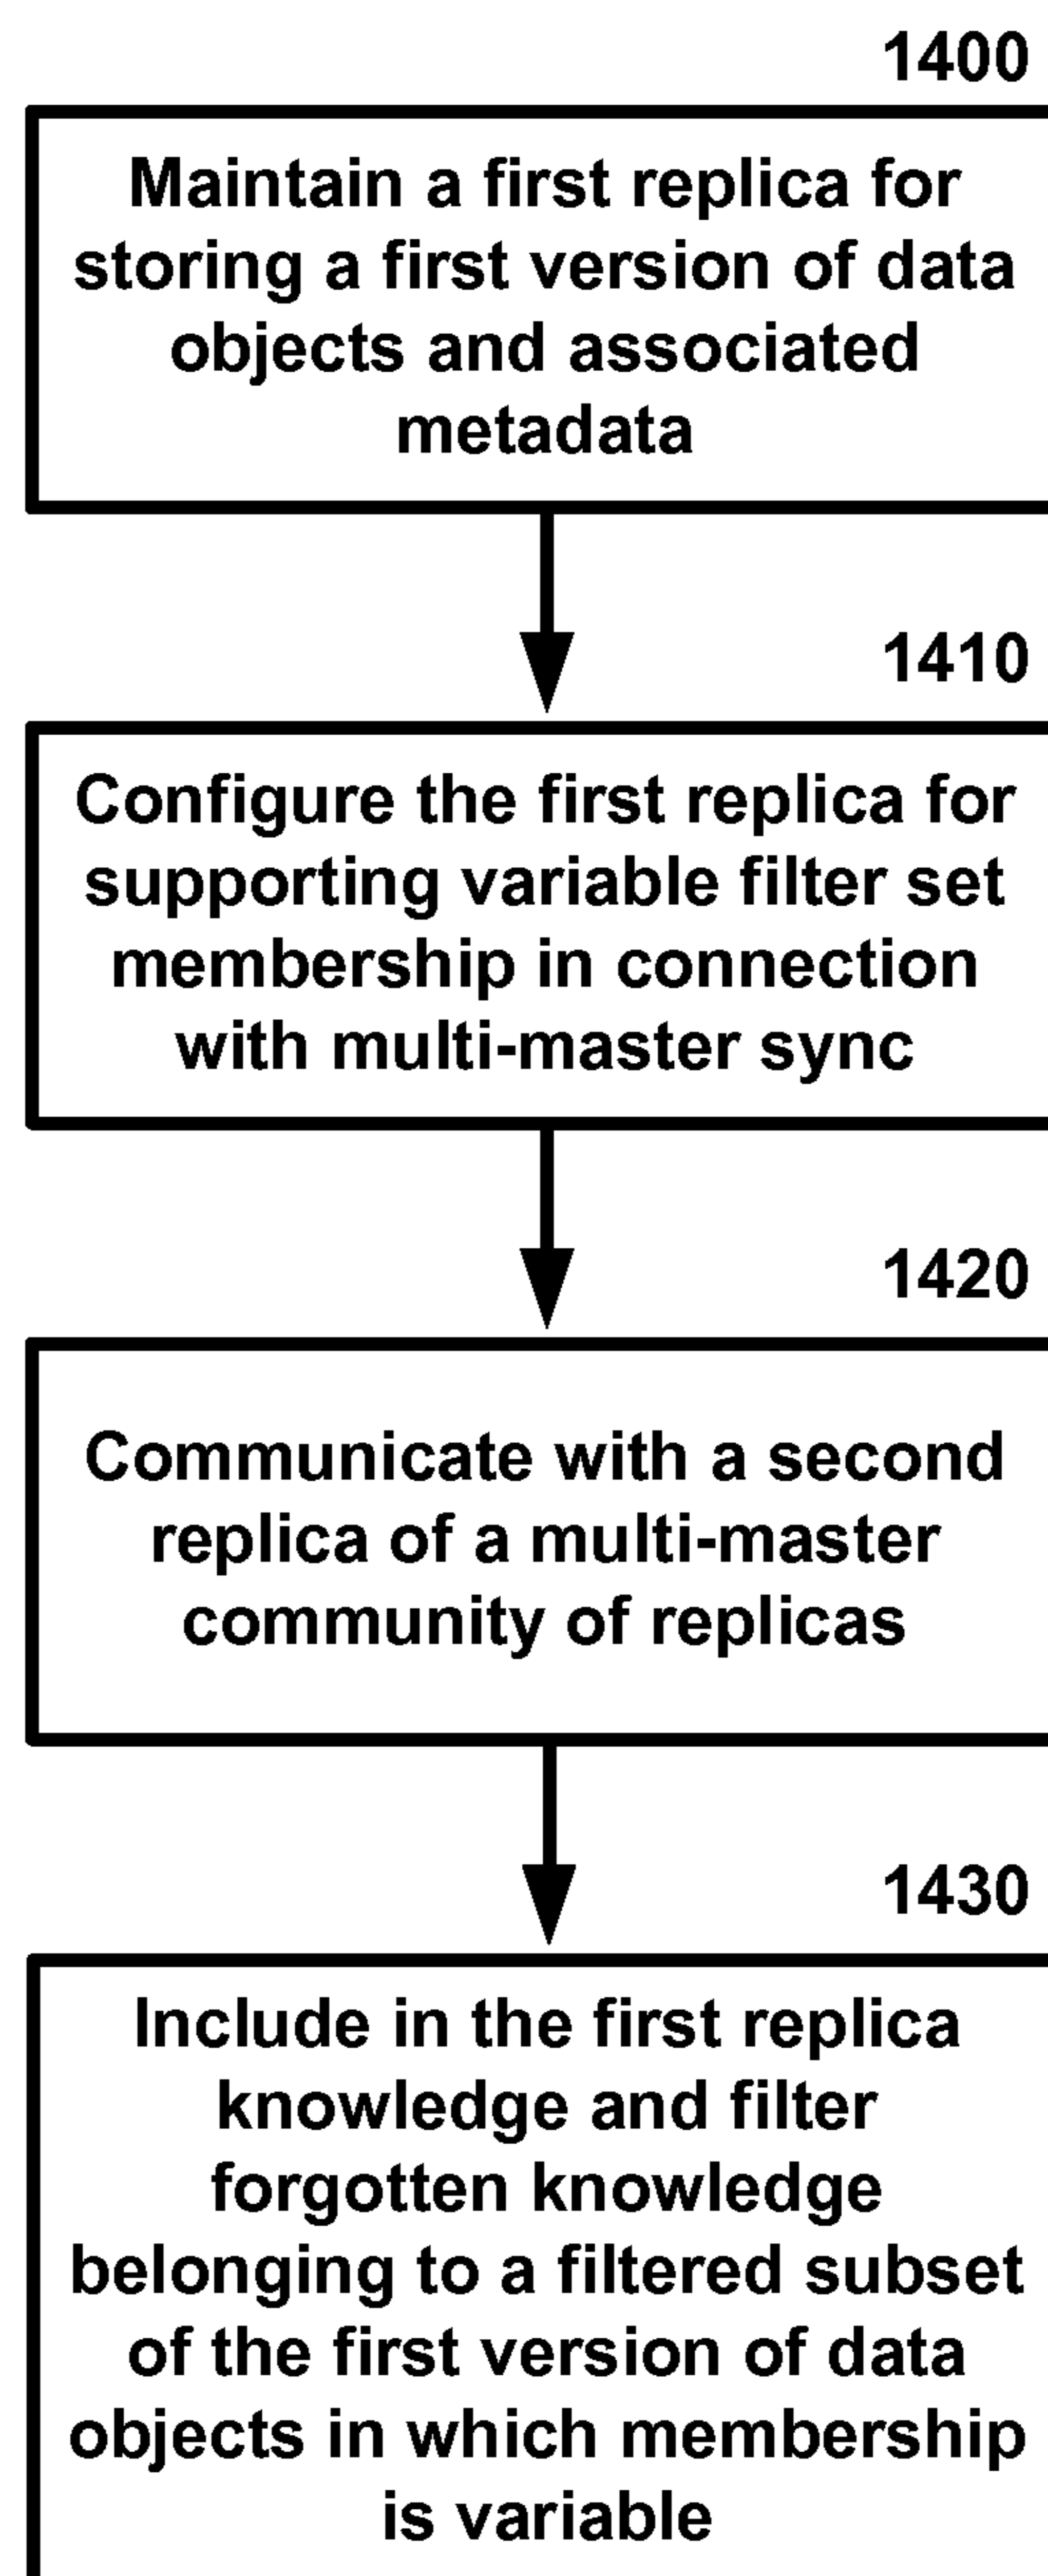 1400
Maintain a first replica for
storing a first version of data
objects and associated
metadata
1410
Configure the first replica for
supporting variable filter set
membership in connection
with multi-master sync
1420
Communicate with a second
replica of a multi-master
community of replicas
1430
Include in the first replica
knowledge and filter
forgotten knowledge
belonging to a filtered subset
of the first version of data
objects in which membership
is variable